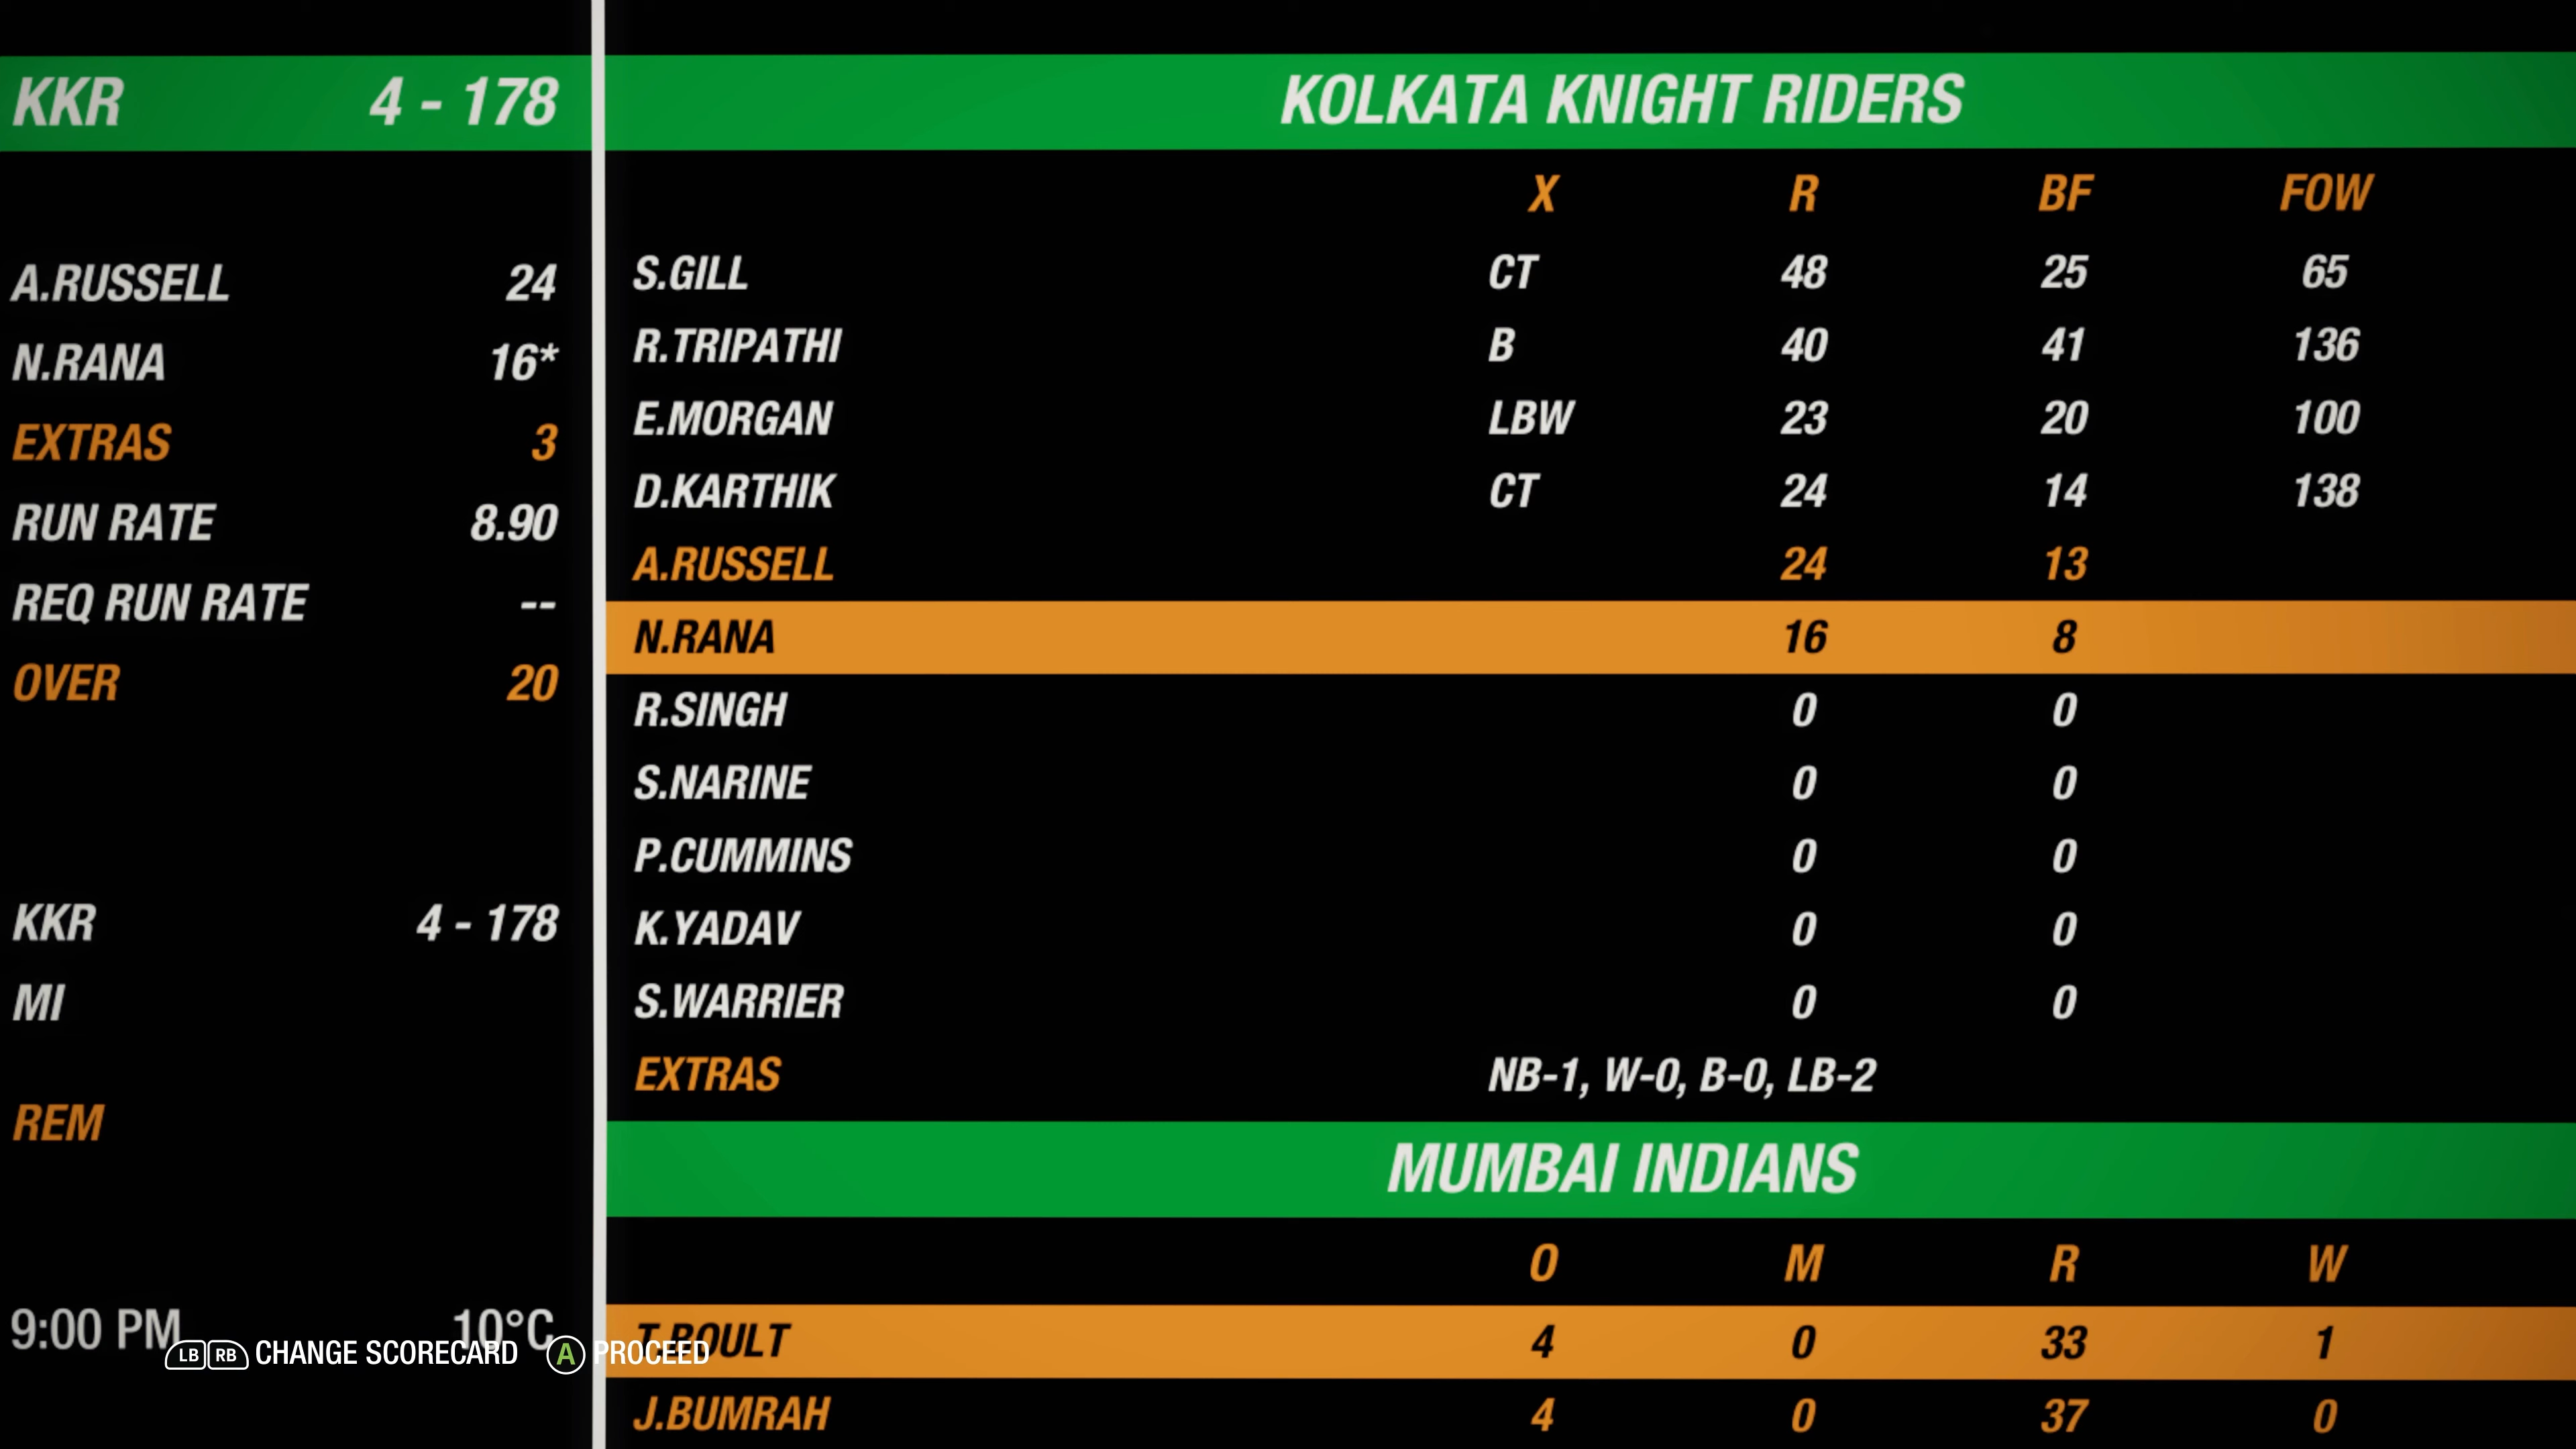 KKR 4 - 178
A.RUSSELL 24
N.RANA 16*
EXTRAS 3
RUN RATE 8.90
REQ RUN RATE --
OVER 20
KKR 4 - 178
MI
REM
9:00 PM 10°C
LB RB CHANGE SCORECARD A PROCEED
KOLKATA KNIGHT RIDERS
X R BF FOW
S.GILL CT 48 25 65
R.TRIPATHI B 40 41 136
E.MORGAN LBW 23 20 100
D.KARTHIK CT 24 14 138
A.RUSSELL 24 13
N.RANA 16 8
R.SINGH 0 0
S.NARINE 0 0
P.CUMMINS 0 0
K.YADAV 0 0
S.WARRIER 0 0
EXTRAS NB-1, W-0, B-0, LB-2
MUMBAI INDIANS
O M R W
T.BOULT 4 0 33 1
J.BUMRAH 4 0 37 0